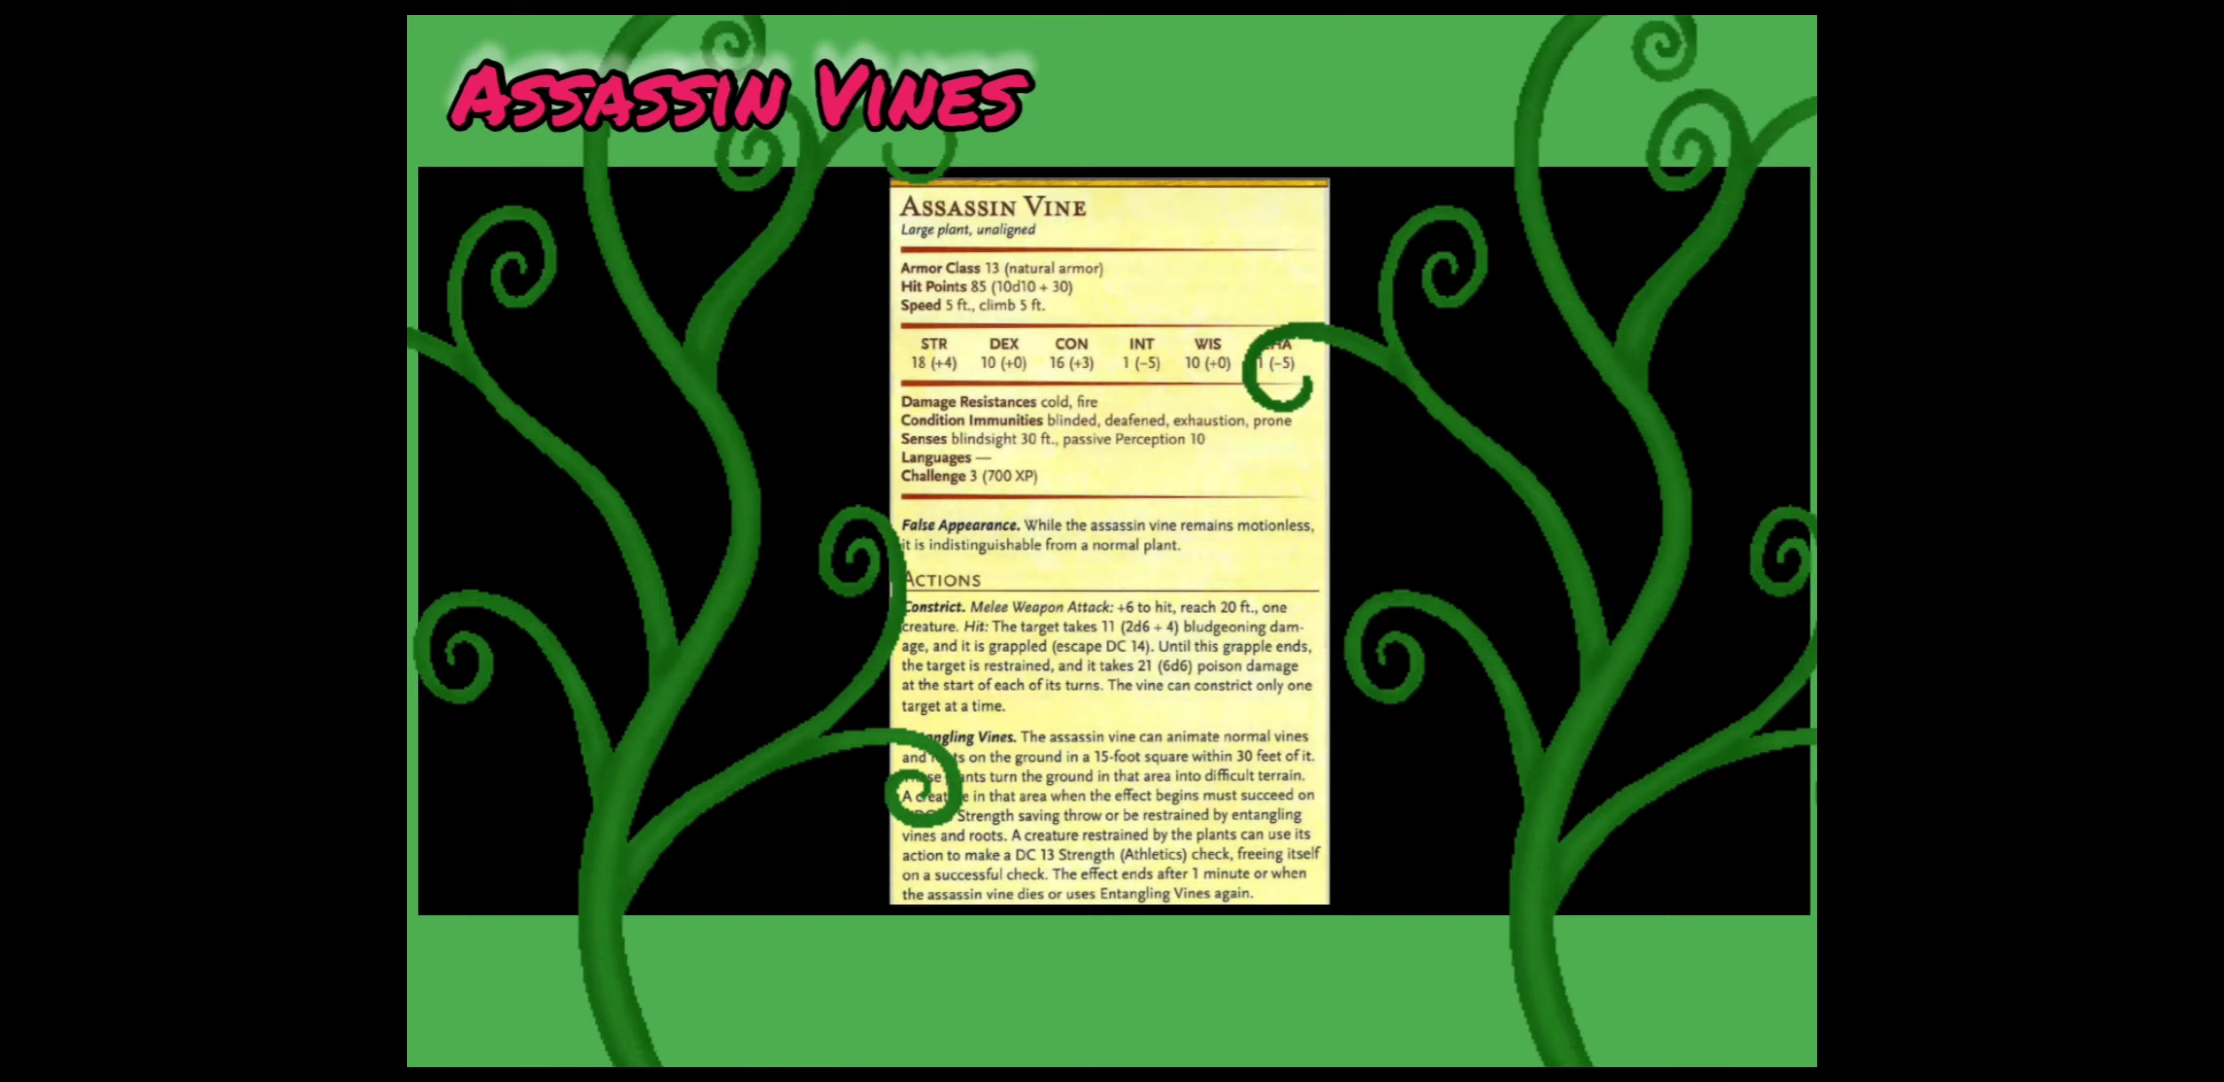 Assassin Vines
Assassin Vine
Large plant, unaligned
Armor Class 13 (natural armor)
Hit Points 85 (10d10 + 30)
Speed 5 ft., climb 5 ft.
STR DEX CON INT WIS
18 (+4) 10 (+0) 16 (+3) 1 (−5) 10 (+0) 1 (−5)
Damage Resistances cold, fire
Condition Immunities blinded, deafened, exhaustion, prone
Senses blindsight 30 ft., passive Perception 10
Languages —
Challenge 3 (700 XP)
False Appearance. While the assassin vine remains motionless,
it is indistinguishable from a normal plant.
Actions
Constrict. Melee Weapon Attack: +6 to hit, reach 20 ft., one
creature. Hit: The target takes 11 (2d6 + 4) bludgeoning dam-
age, and it is grappled (escape DC 14). Until this grapple ends,
the target is restrained, and it takes 21 (6d6) poison damage
at the start of each of its turns. The vine can constrict only one
target at a time.
Vines. The assassin vine can animate normal vines
and on the ground in a 15-foot square within 30 feet of it.
turn the ground in that area into difficult terrain.
A creature in that area when the effect begins must succeed on
Strength saving throw or be restrained by entangling
vines and roots. A creature restrained by the plants can use its
action to make a DC 13 Strength (Athletics) check, freeing itself
on a successful check. The effect ends after 1 minute or when
the assassin vine dies or uses Entangling Vines again.